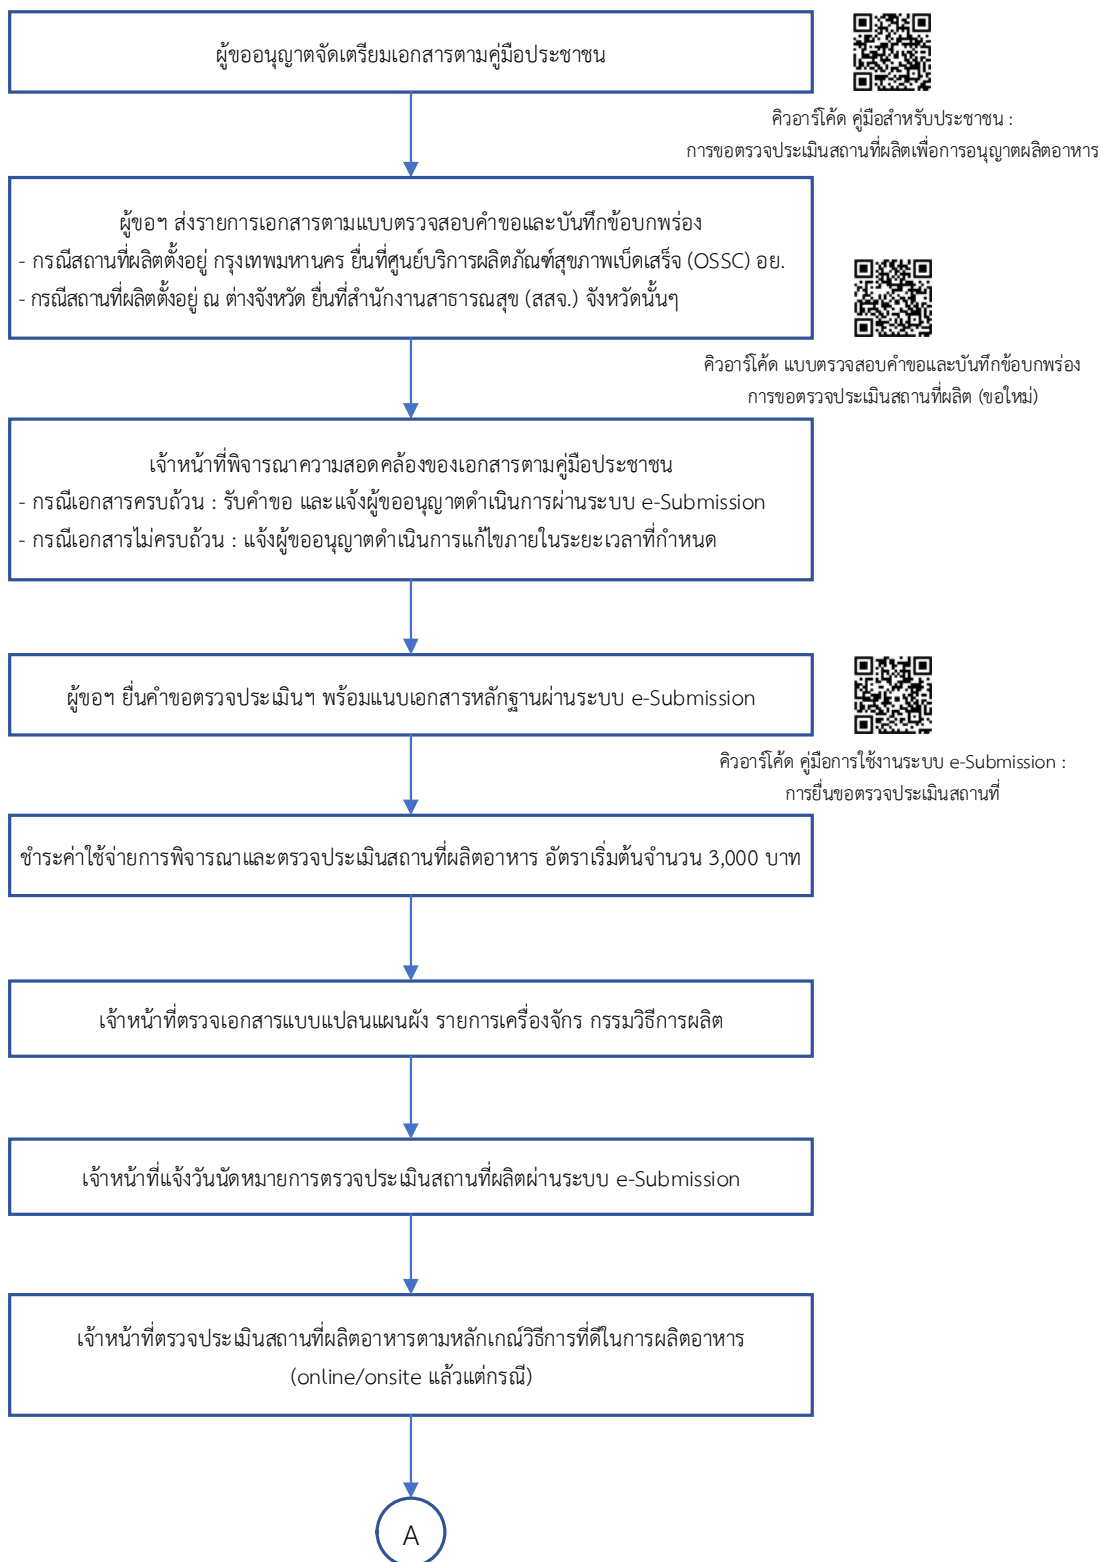 ผู้ขออนุญาตจัดเตรียมเอกสารตามคู่มือประชาชน
คิวอาร์โค้ด คู่มือสำหรับประชาชน :
การขอตรวจประเมินสถานที่ผลิตเพื่อการอนุญาตผลิตอาหาร
ผู้ขอฯ ส่งรายการเอกสารตามแบบตรวจสอบคำขอและบันทึกข้อบกพร่อง
- กรณีสถานที่ผลิตตั้งอยู่ กรุงเทพมหานคร ยื่นที่ศูนย์บริการผลิตภัณฑ์สุขภาพเบ็ดเสร็จ (OSSC) อย.
- กรณีสถานที่ผลิตตั้งอยู่ ณ ต่างจังหวัด ยื่นที่สำนักงานสาธารณสุข (สสจ.) จังหวัดนั้นๆ
คิวอาร์โค้ด แบบตรวจสอบคำขอและบันทึกข้อบกพร่อง
การขอตรวจประเมินสถานที่ผลิต (ขอใหม่)
เจ้าหน้าที่พิจารณาความสอดคล้องของเอกสารตามคู่มือประชาชน
- กรณีเอกสารครบถ้วน : รับคำขอ และแจ้งผู้ขออนุญาตดำเนินการผ่านระบบ e-Submission
- กรณีเอกสารไม่ครบถ้วน : แจ้งผู้ขออนุญาตดำเนินการแก้ไขภายในระยะเวลาที่กำหนด
ผู้ขอฯ ยื่นคำขอตรวจประเมินฯ พร้อมแนบเอกสารหลักฐานผ่านระบบ e-Submission
คิวอาร์โค้ด คู่มือการใช้งานระบบ e-Submission :
การยื่นขอตรวจประเมินสถานที่
ชำระค่าใช้จ่ายการพิจารณาและตรวจประเมินสถานที่ผลิตอาหาร อัตราเริ่มต้นจำนวน 3,000 บาท
เจ้าหน้าที่ตรวจเอกสารแบบแปลนแผนผัง รายการเครื่องจักร กรรมวิธีการผลิต
เจ้าหน้าที่แจ้งวันนัดหมายการตรวจประเมินสถานที่ผลิตผ่านระบบ e-Submission
เจ้าหน้าที่ตรวจประเมินสถานที่ผลิตอาหารตามหลักเกณ์วิธีการที่ดีในการผลิตอาหาร
(online/onsite แล้วแต่กรณี)
A